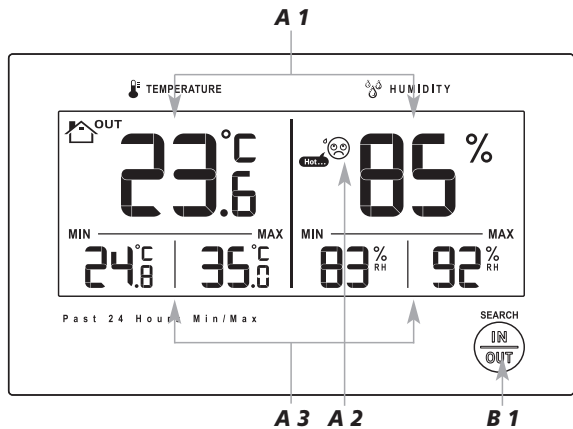 A 1
TEMPERATURE HUMIDITY
OUT 23.6 °C Hot... 85 %
MIN MAX MIN MAX
24.8 °C 35.0 °C 83 % RH 92 % RH
Past 24 Hours Min/Max
SEARCH
IN
OUT
A 3 A 2 B 1